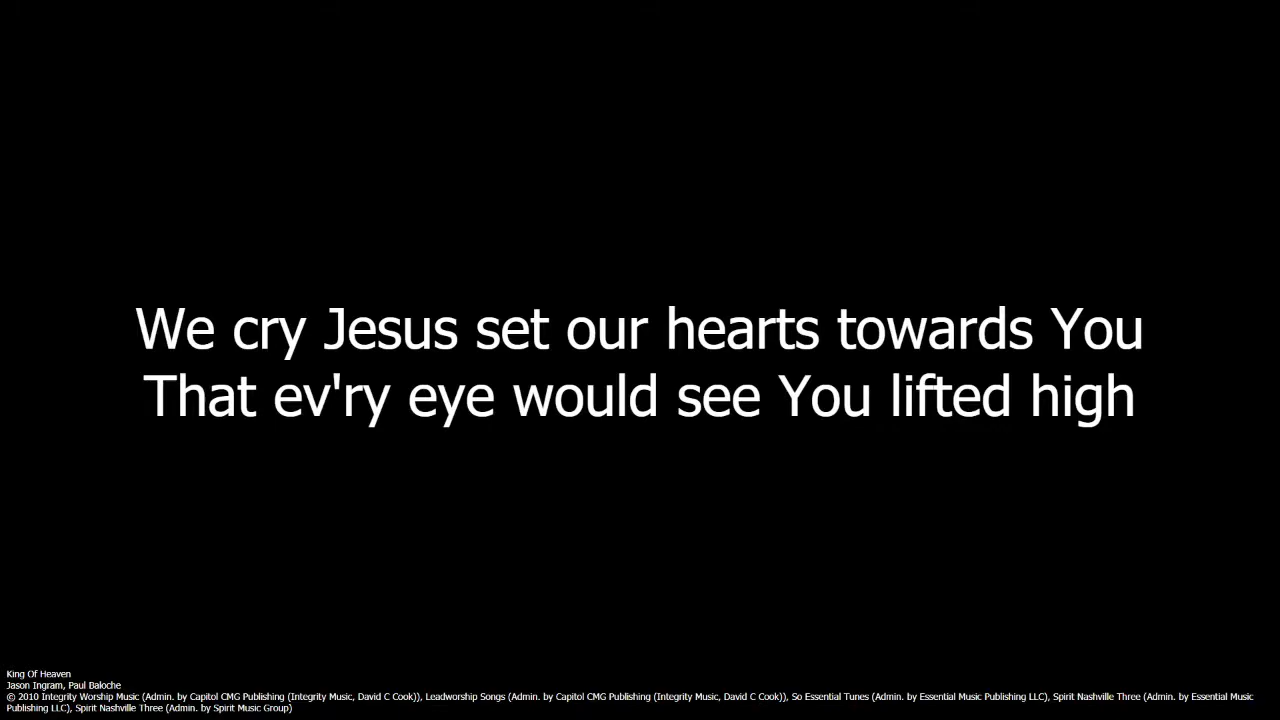 We cry Jesus set our hearts towards You
That ev'ry eye would see You lifted high
King Of Heaven
Jason Ingram, Paul Baloche
© 2010 Integrity Worship Music (Admin. by Capitol CMG Publishing (Integrity Music, David C Cook)), Leadworship Songs (Admin. by Capitol CMG Publishing (Integrity Music, David C Cook)), So Essential Tunes (Admin. by Essential Music Publishing LLC), Spirit Nashville Three (Admin. by Essential Music
Publishing LLC), Spirit Nashville Three (Admin. by Spirit Music Group)